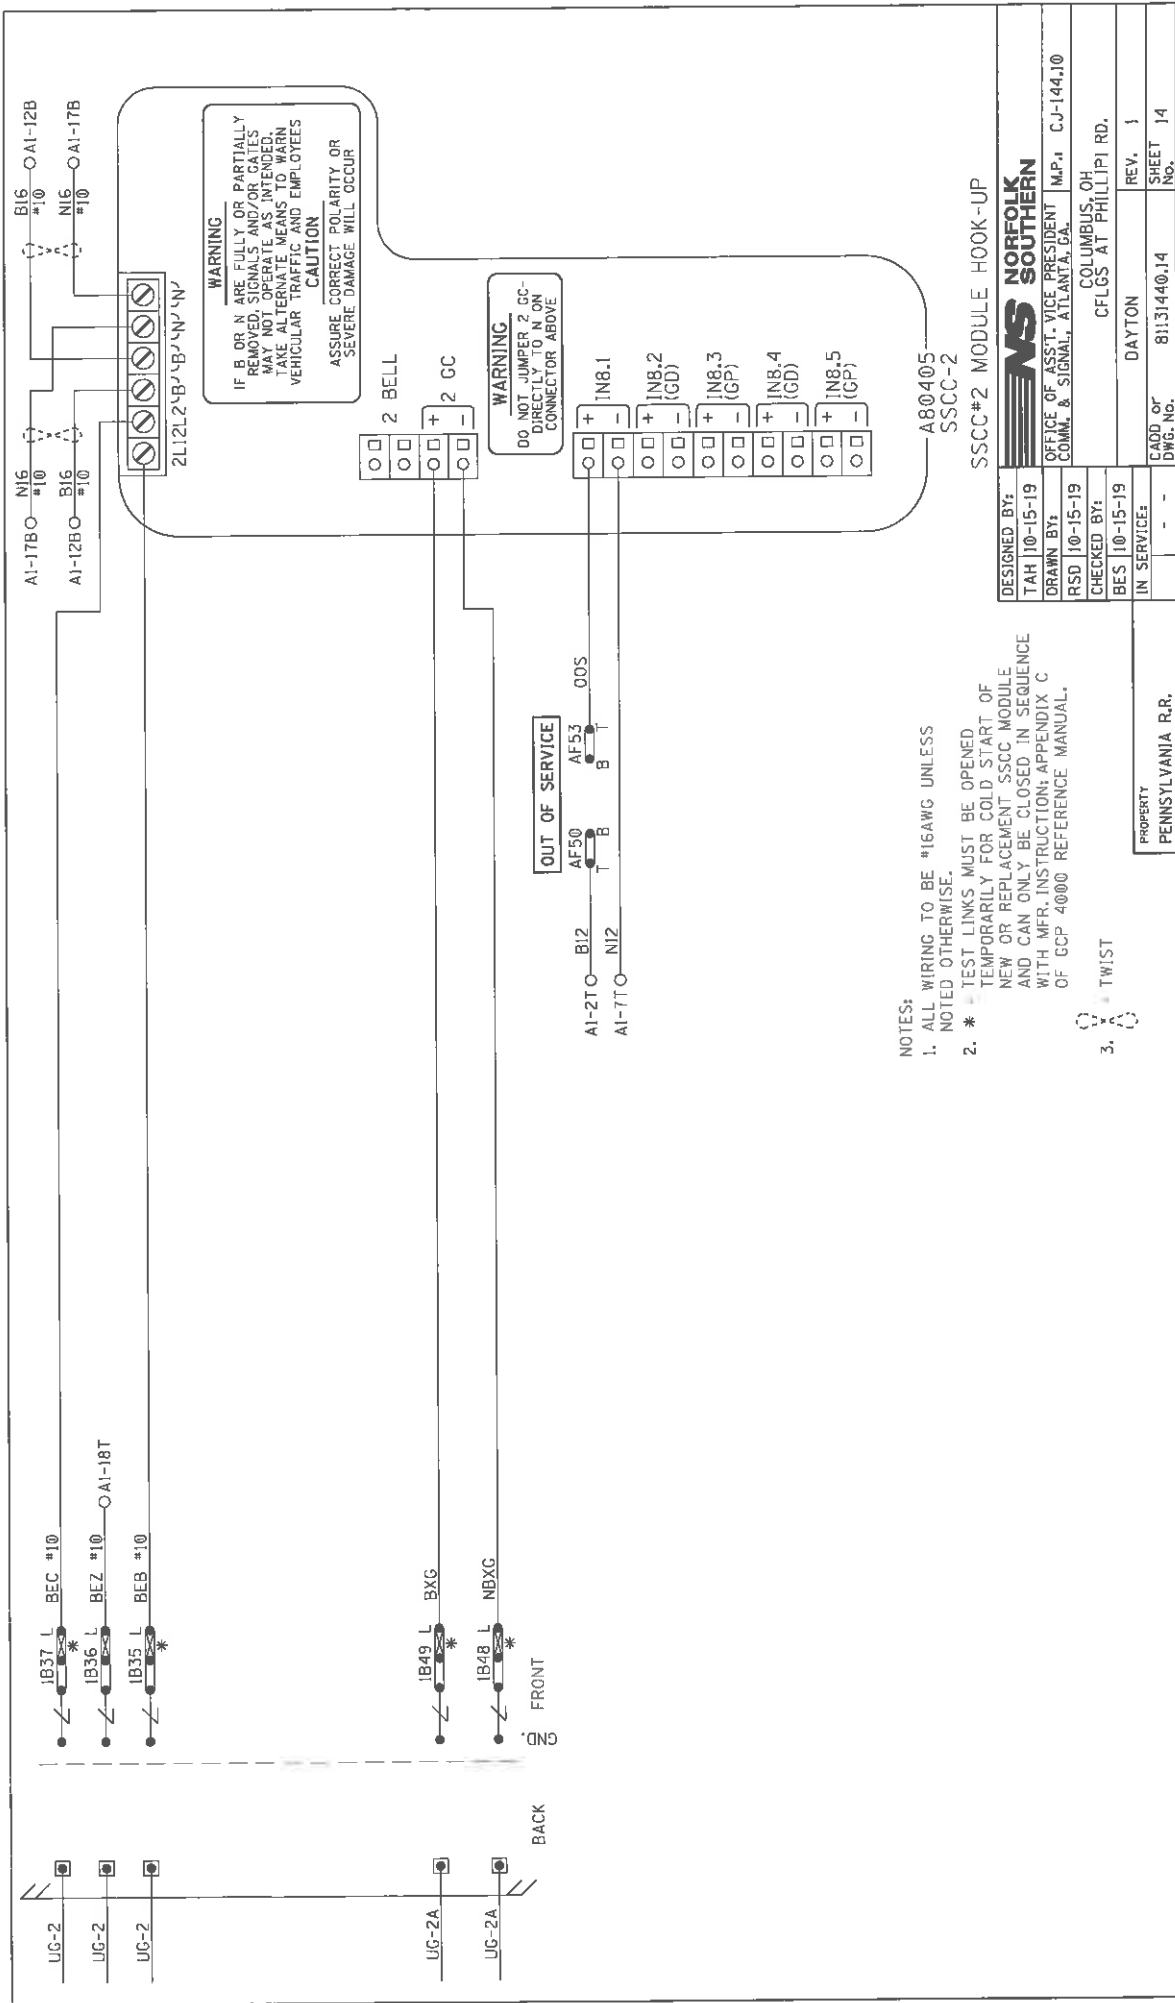 UG-2
UG-2
UG-2
UG-2A
UG-2A
BACK
GND.
FRONT
1B37 L
*
BEC #10
1B36 L
BEZ #10
A1-18T
1B35 L
*
BEB #10
1B49 L
*
BXG
1B48 L
*
NBXG
A1-17B
N16
#10
A1-12B
B16
#10
B16
#10
A1-12B
N16
#10
A1-17B
2L1
2L2
B
B
N
N
WARNING
IF B OR N ARE FULLY OR PARTIALLY
REMOVED, SIGNALS AND/OR GATES
MAY NOT OPERATE AS INTENDED.
TAKE ALTERNATE MEANS TO WARN
VEHICULAR TRAFFIC AND EMPLOYEES
CAUTION
ASSURE CORRECT POLARITY OR
SEVERE DAMAGE WILL OCCUR
2 BELL
+
-
2 GC
WARNING
DO NOT JUMPER 2 GC-
DIRECTLY TO N ON
CONNECTOR ABOVE
+
-
IN8.1
+
-
IN8.2
(GD)
+
-
IN8.3
(GP)
+
-
IN8.4
(GD)
+
-
IN8.5
(GP)
A80405
SSCC-2
OUT OF SERVICE
A1-2T
B12
AF50
T B
AF53
B T
OOS
A1-7T
N12
NOTES:
1. ALL WIRING TO BE #16AWG UNLESS
NOTED OTHERWISE.
2. * TEST LINKS MUST BE OPENED
TEMPORARILY FOR COLD START OF
NEW OR REPLACEMENT SSCC MODULE
AND CAN ONLY BE CLOSED IN SEQUENCE
WITH MFR. INSTRUCTION; APPENDIX C
OF GCP 4000 REFERENCE MANUAL.
3. TWIST
SSCC#2 MODULE HOOK-UP
PROPERTY
PENNSYLVANIA R.R.
DESIGNED BY:
TAH 10-15-19
DRAWN BY:
RSD 10-15-19
CHECKED BY:
BES 10-15-19
IN SERVICE:
- -
NS NORFOLK
SOUTHERN
OFFICE OF ASS'T. VICE PRESIDENT
COMM. & SIGNAL, ATLANTA, GA.
M.P.: CJ-144.10
COLUMBUS, OH
CFLGS AT PHILLIPI RD.
DAYTON
REV. 1
CADD or
DWG. No.
81131440.14
SHEET
No. 14